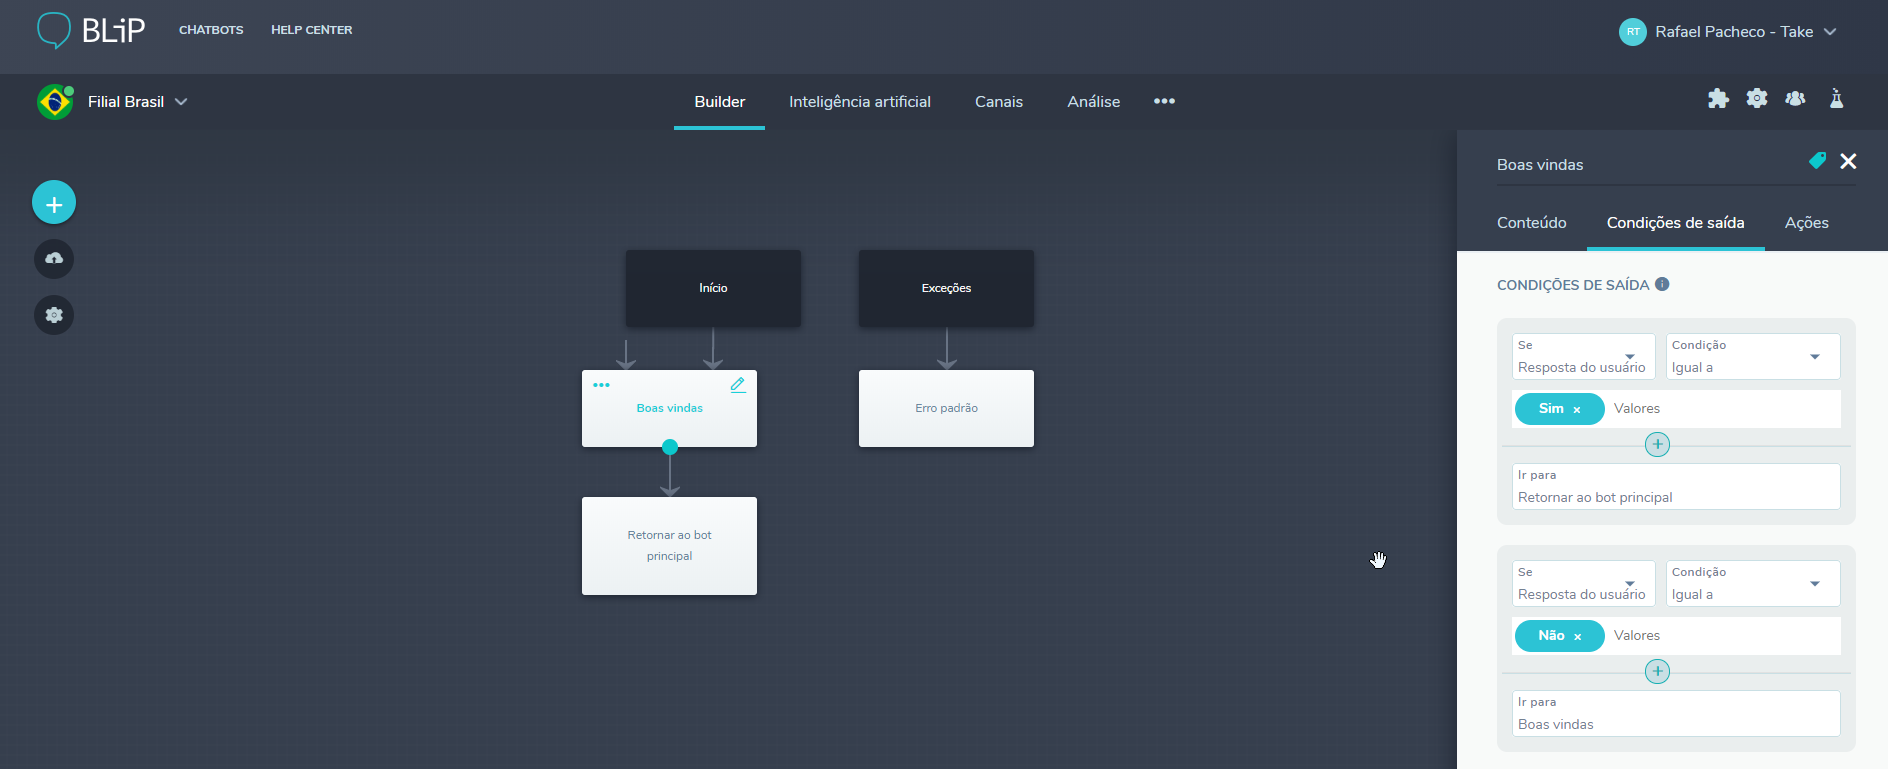 BLiP
CHATBOTS
HELP CENTER
RT
Rafael Pacheco - Take
Filial Brasil
Builder
Inteligência artificial
Canais
Análise
Início
Exceções
Boas vindas
Erro padrão
Retornar ao bot
principal
Boas vindas
Conteúdo
Condições de saída
Ações
CONDIÇÕES DE SAÍDA
Se
Resposta do usuário
Condição
Igual a
Sim ×
Valores
Ir para
Retornar ao bot principal
Se
Resposta do usuário
Condição
Igual a
Não ×
Valores
Ir para
Boas vindas